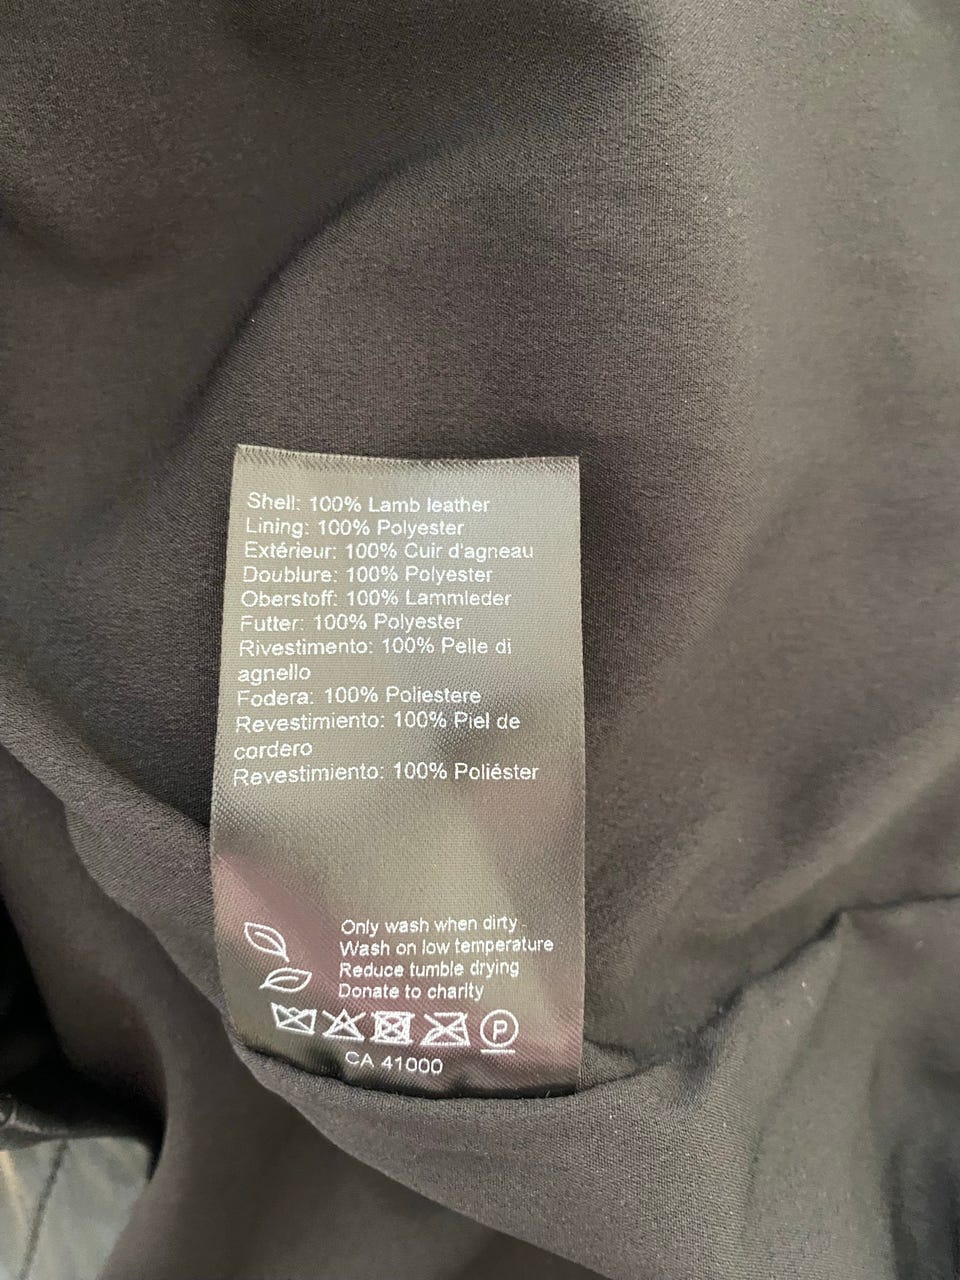 Shell: 100% Lamb leather
Lining: 100% Polyester
Extérieur: 100% Cuir d'agneau
Doublure: 100% Polyester
Oberstoff: 100% Lammleder
Futter: 100% Polyester
Rivestimento: 100% Pelle di
agnello
Fodera: 100% Poliestere
Revestimiento: 100% Piel de
cordero
Revestimiento: 100% Poliéster
Only wash when dirty
Wash on low temperature
Reduce tumble drying
Donate to charity
P
CA 41000